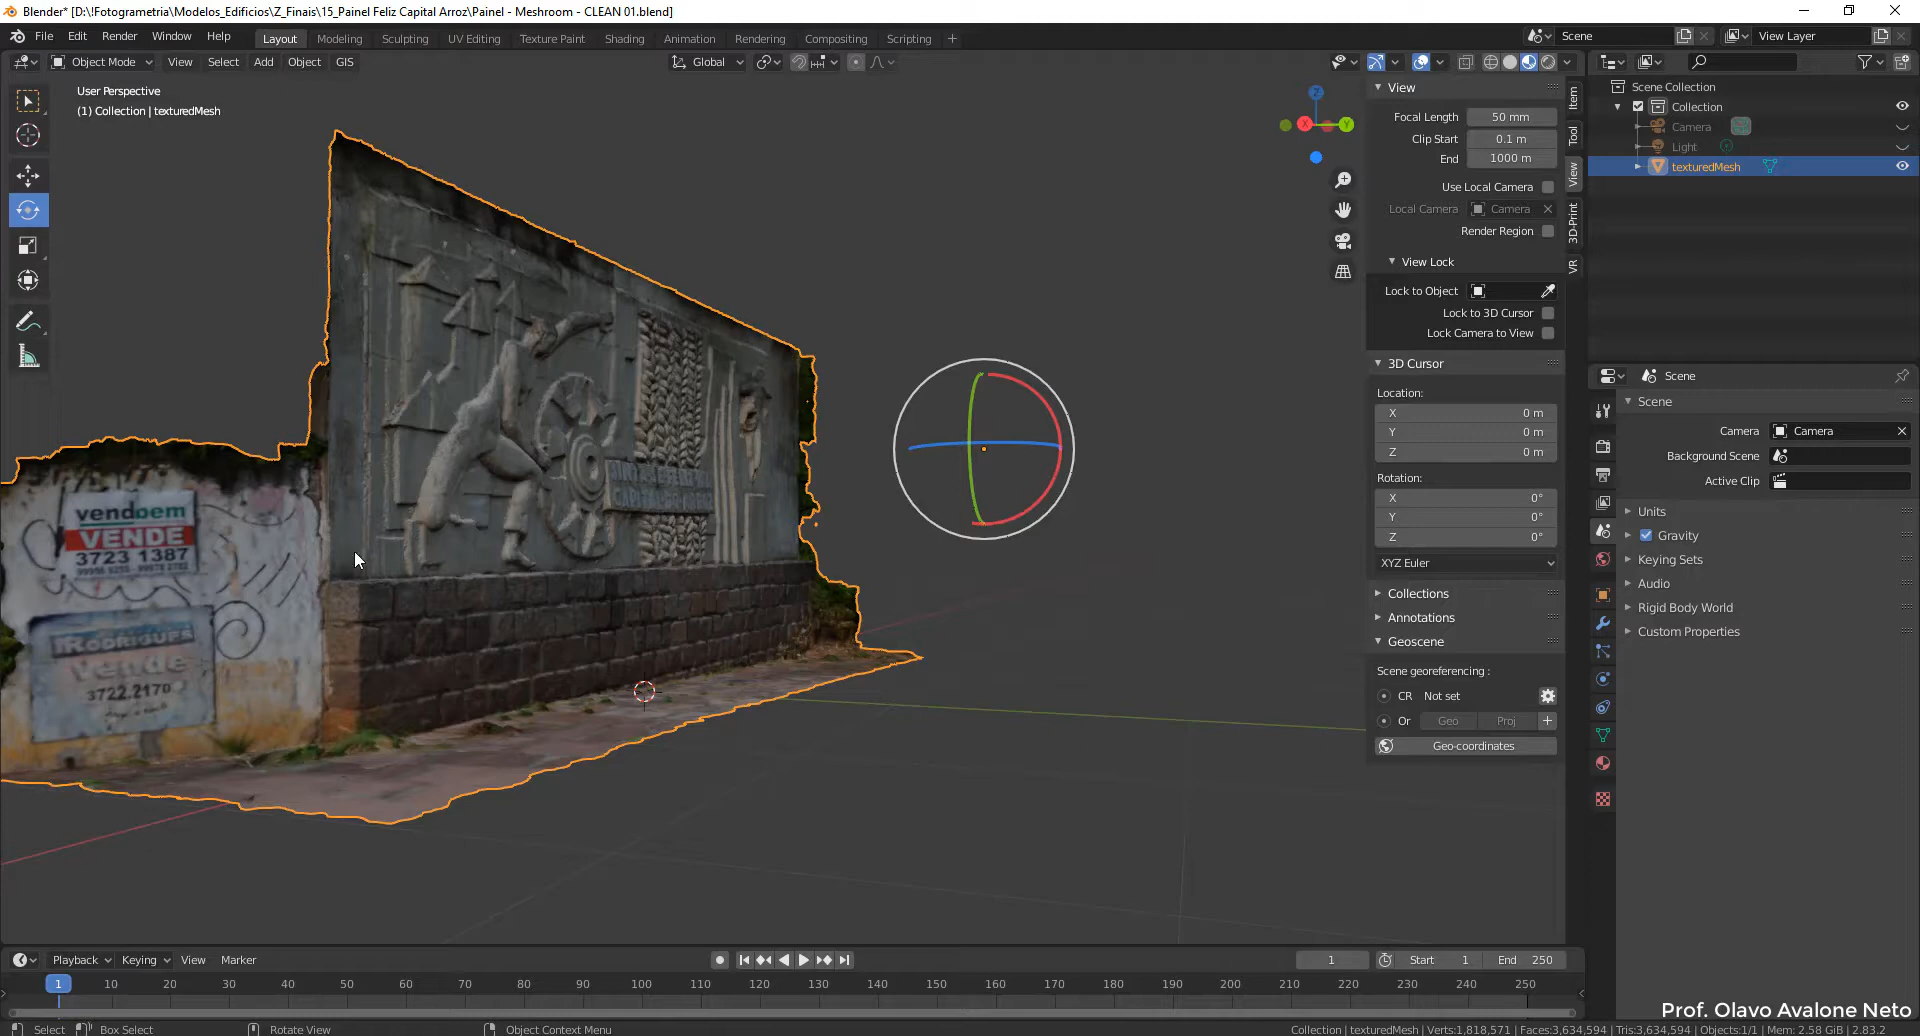 Blender* [D:\!Fotogrametria\Modelos_Edificios\Z_Finais\15_Painel Feliz Capital Arroz\Painel - Meshroom - CLEAN 01.blend]
File Edit Render Window Help
Layout Modeling Sculpting UV Editing Texture Paint Shading Animation Rendering Compositing Scripting +
Scene
View Layer
Object Mode View Select Add Object GIS
Global
User Perspective
(1) Collection | texturedMesh
Z
X
Y
View
Focal Length 50 mm
Clip Start 0.1 m
End 1000 m
Use Local Camera
Local Camera Camera
Render Region
View Lock
Lock to Object
Lock to 3D Cursor
Lock Camera to View
3D Cursor
Location:
X 0 m
Y 0 m
Z 0 m
Rotation:
X 0°
Y 0°
Z 0°
XYZ Euler
Collections
Annotations
Geoscene
Scene georeferencing :
CR Not set
Or Geo Proj +
Geo-coordinates
Item
Tool
View
3D-Print
VR
Scene Collection
Collection
Camera
Light
texturedMesh
Scene
Scene
Camera Camera
Background Scene
Active Clip
Units
Gravity
Keying Sets
Audio
Rigid Body World
Custom Properties
vendbem
VENDE
3723 1387
RODRIGUES
Vende
3722.2170
Playback Keying View Marker
1
Start 1
End 250
1 10 20 30 40 50 60 70 80 90 100 110 120 130 140 150 160 170 180 190 200 210 220 230 240 250
Prof. Olavo Avalone Neto
Select Box Select Rotate View Object Context Menu
Collection | texturedMesh | Verts:1,818,571 | Faces:3,634,594 | Tris:3,634,594 | Objects:1/1 | Mem: 2.58 GiB | 2.83.2